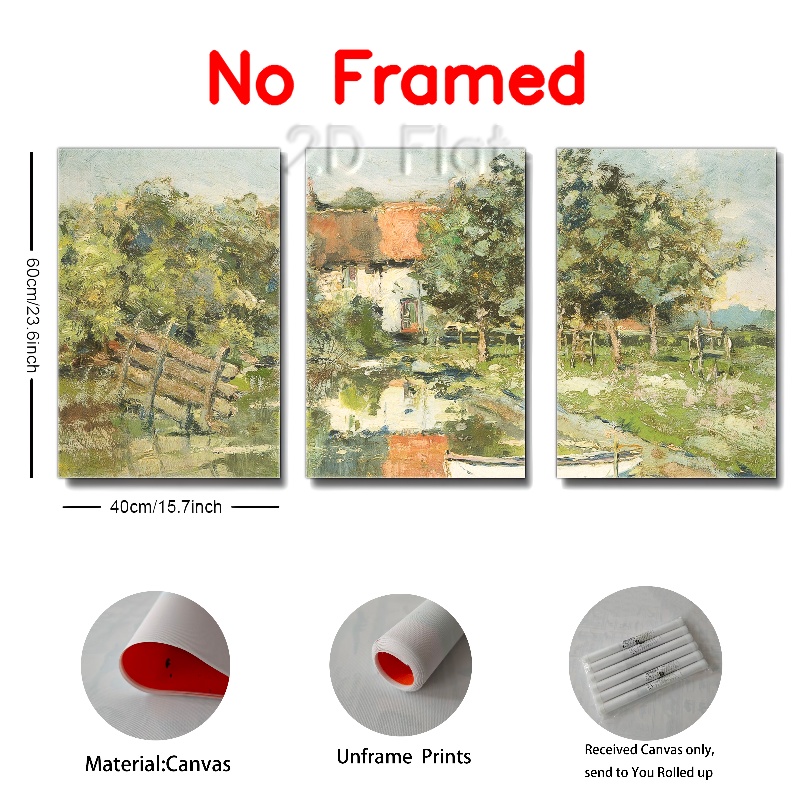 No Framed
2D Flat
60cm/23.6inch
40cm/15.7inch
Material:Canvas
Unframe Prints
Received Canvas only,
send to You Rolled up